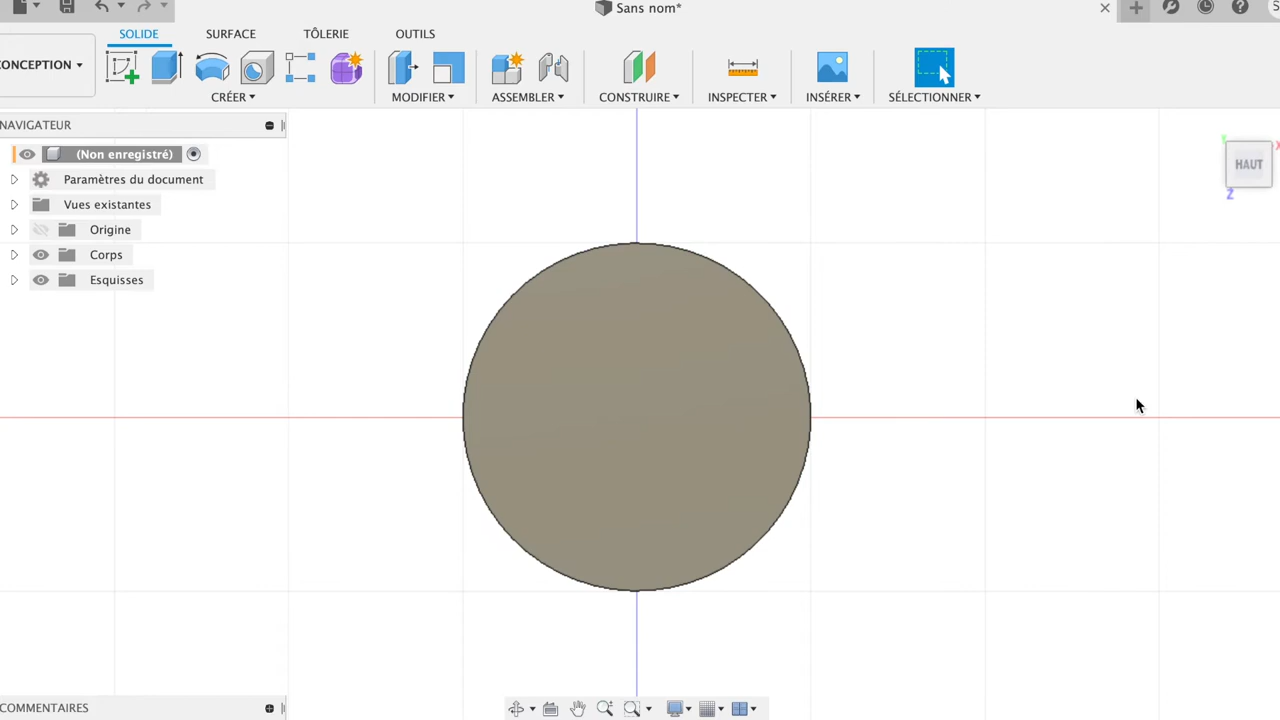 Sans nom*
SOLIDE SURFACE TÔLERIE OUTILS
CONCEPTION
CRÉER MODIFIER ASSEMBLER CONSTRUIRE INSPECTER INSÉRER SÉLECTIONNER
NAVIGATEUR
(Non enregistré)
Paramètres du document
Vues existantes
Origine
Corps
Esquisses
HAUT
X
Z
COMMENTAIRES